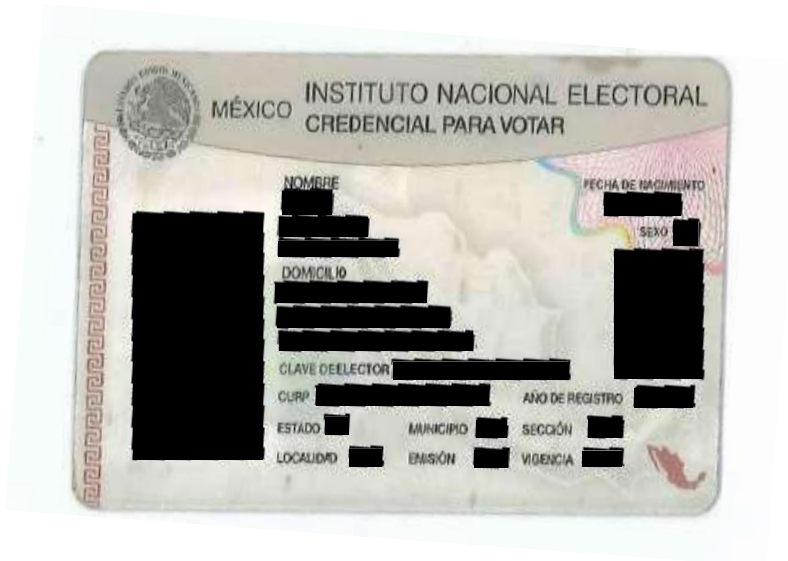 MÉXICO INSTITUTO NACIONAL ELECTORAL
CREDENCIAL PARA VOTAR
NOMBRE
FECHA DE NACIMIENTO
SEXO
DOMICILIO
CLAVE DE ELECTOR
CURP
AÑO DE REGISTRO
ESTADO
MUNICIPIO
SECCIÓN
LOCALIDAD
EMISIÓN
VIGENCIA